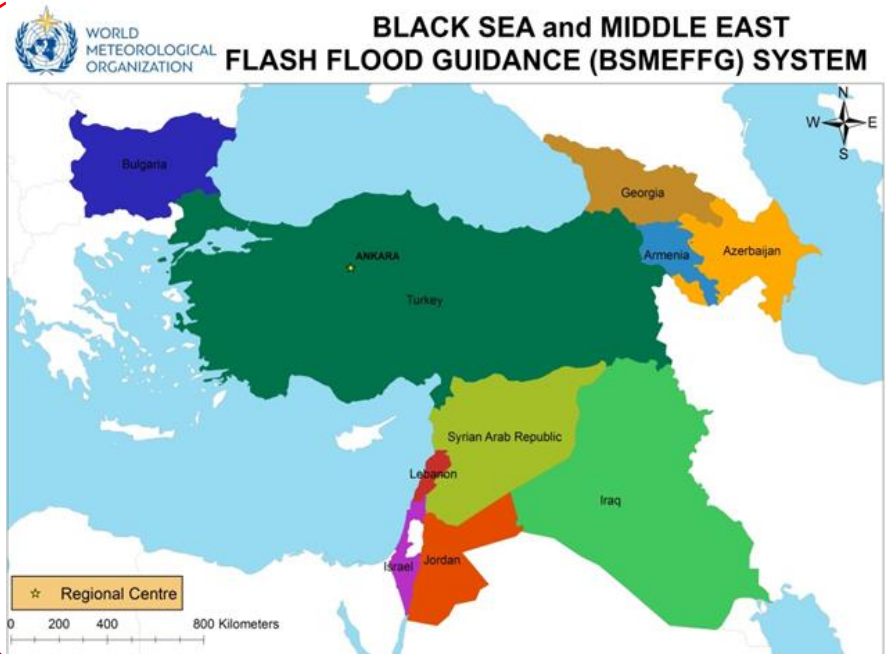 WORLD
METEOROLOGICAL
ORGANIZATION
BLACK SEA and MIDDLE EAST
FLASH FLOOD GUIDANCE (BSMEFFG) SYSTEM
N
W E
S
Bulgaria
Georgia
Armenia
Azerbaijan
ANKARA
Turkey
Syrian Arab Republic
Lebanon
Iraq
Israel
Jordan
Regional Centre
0 200 400 800 Kilometers